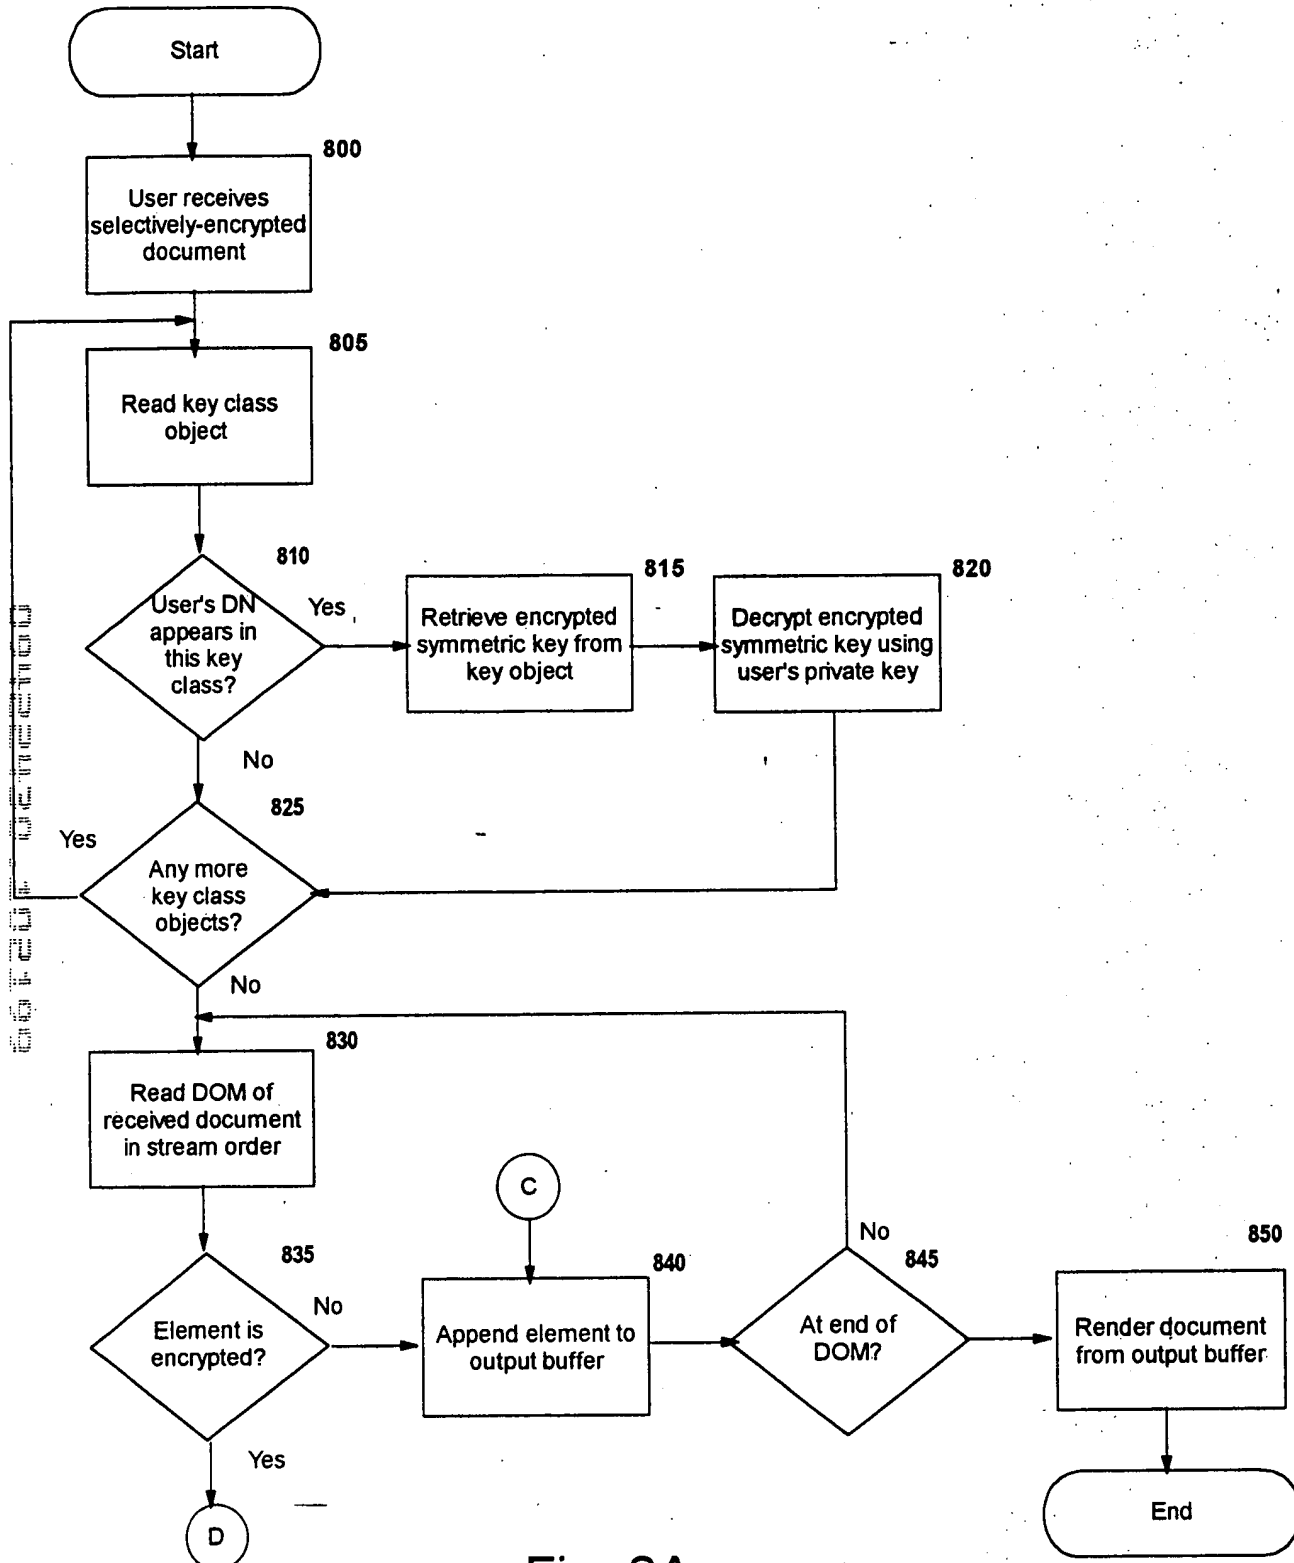 Start
800
User receives
selectively-encrypted
document
805
Read key class
object
810
User's DN
appears in
this key
class?
Yes
815
Retrieve encrypted
symmetric key from
key object
820
Decrypt encrypted
symmetric key using
user's private key
No
825
Yes
Any more
key class
objects?
No
830
Read DOM of
received document
in stream order
C
835
Element is
encrypted?
No
840
Append element to
output buffer
No
845
At end of
DOM?
850
Render document
from output buffer
Yes
D
End